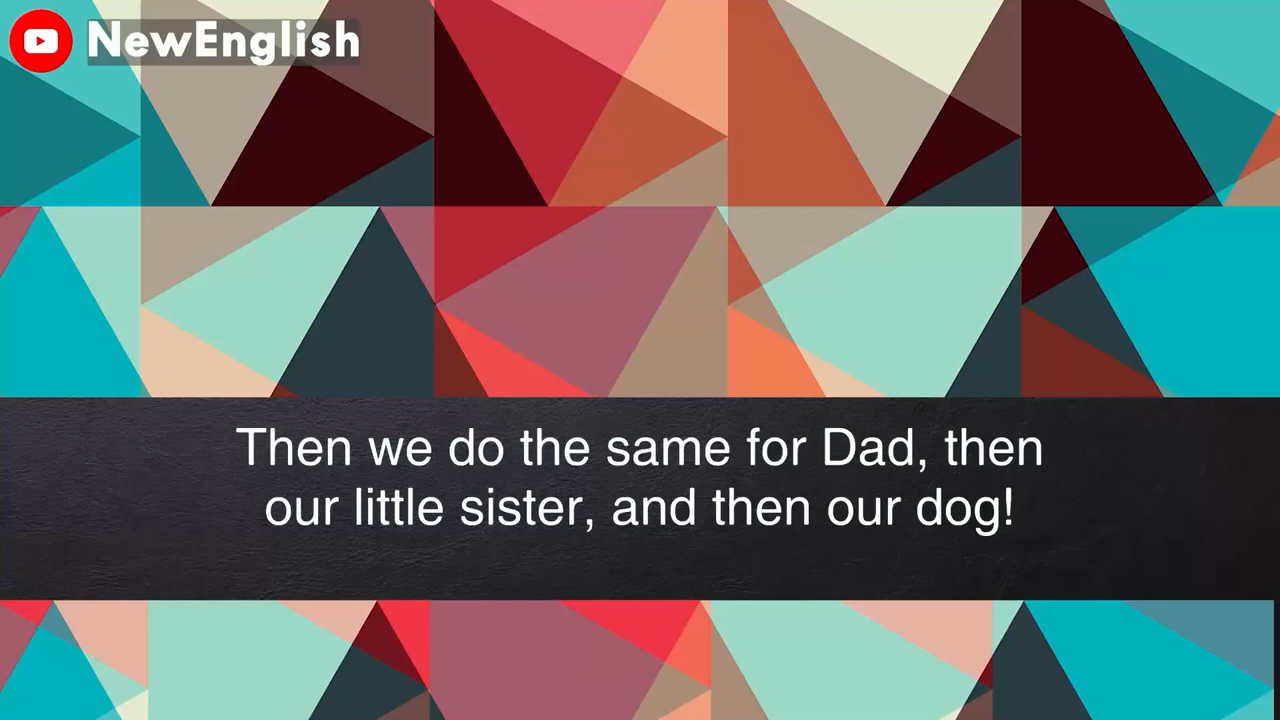 NewEnglish
Then we do the same for Dad, then
our little sister, and then our dog!